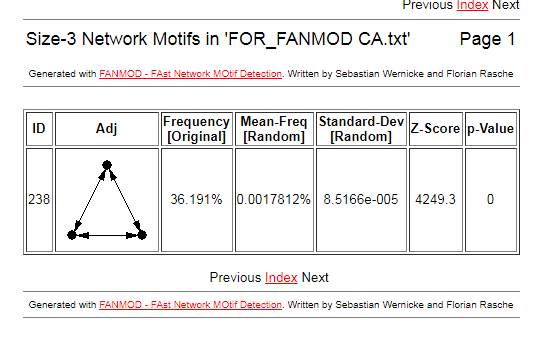 Previous Index Next
Size-3 Network Motifs in 'FOR_FANMOD CA.txt' Page 1
Generated with FANMOD - FAst Network MOtif Detection. Written by Sebastian Wernicke and Florian Rasche
ID Adj Frequency [Original] Mean-Freq [Random] Standard-Dev [Random] Z-Score p-Value
238 36.191% 0.0017812% 8.5166e-005 4249.3 0
Previous Index Next
Generated with FANMOD - FAst Network MOtif Detection. Written by Sebastian Wernicke and Florian Rasche